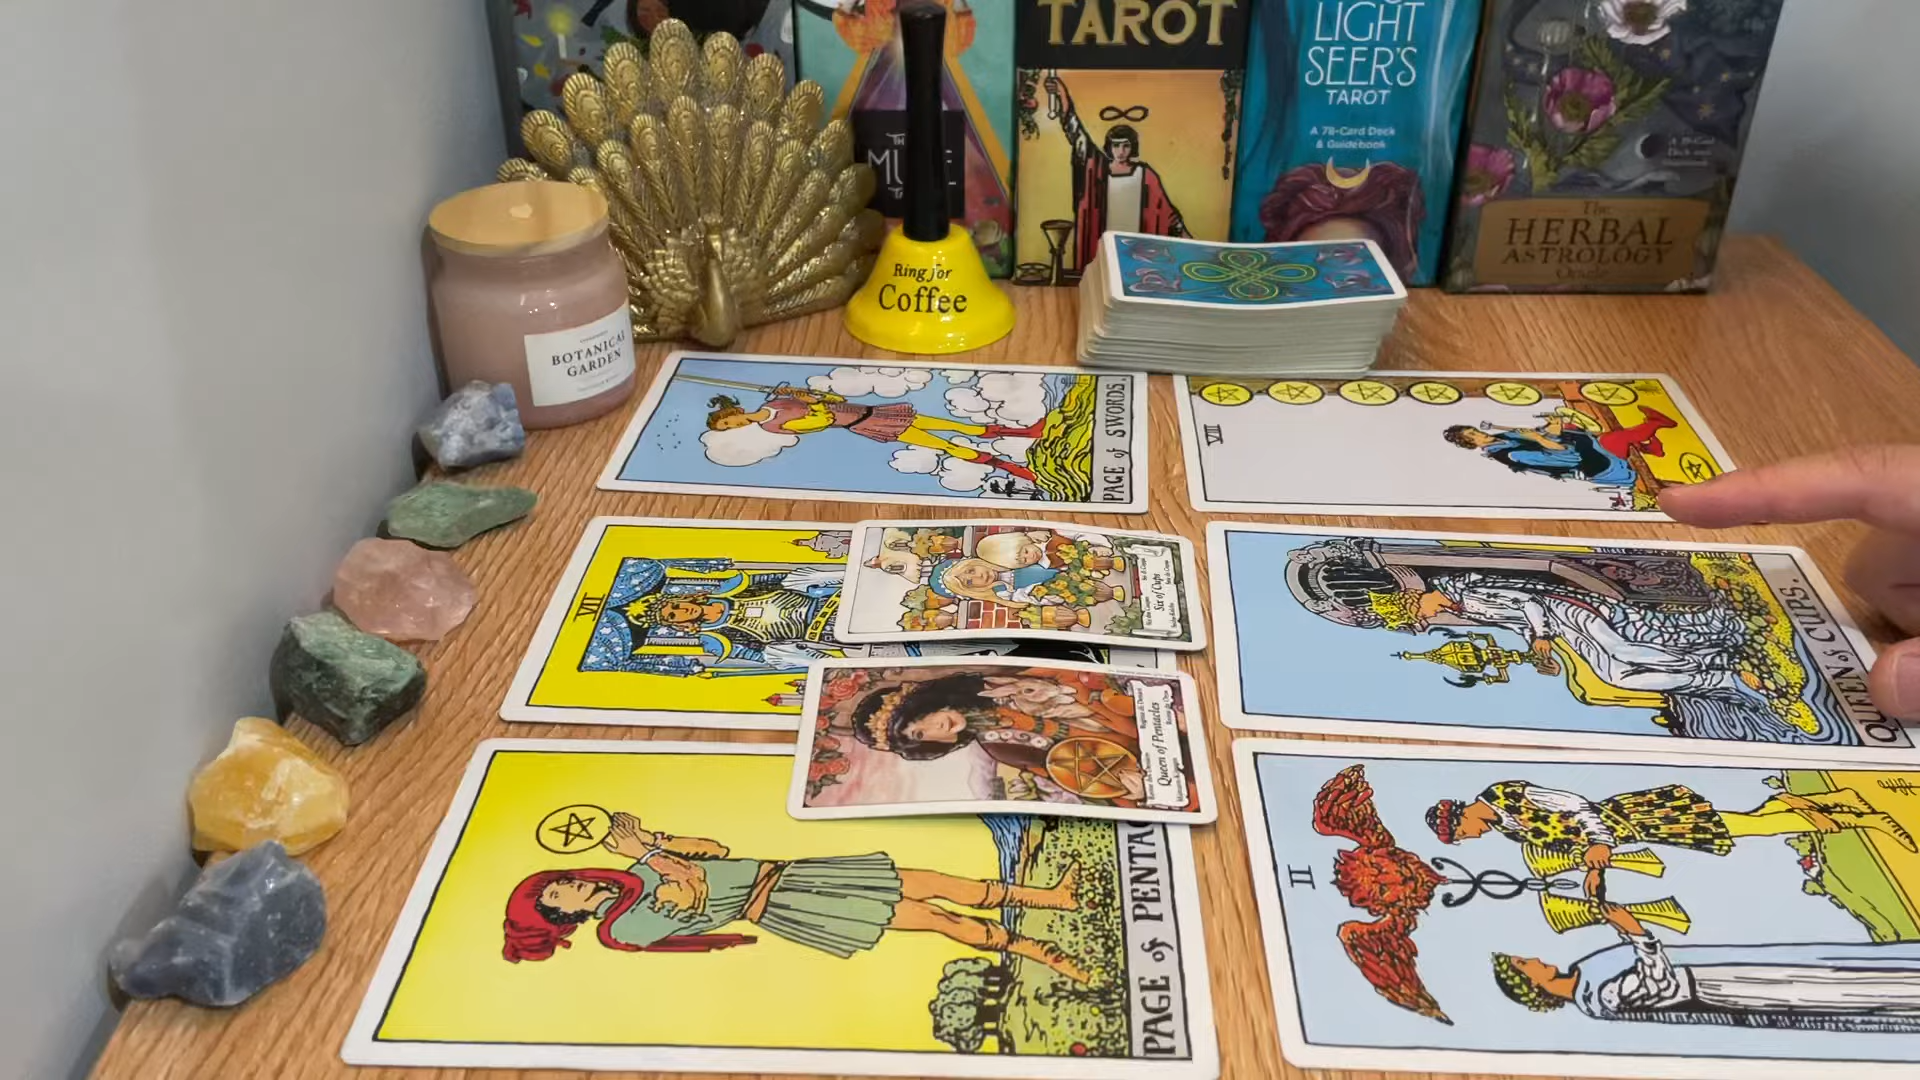 TAROT
LIGHT
SEER'S
TAROT
A 78-Card Deck
& Guidebook
The
HERBAL
ASTROLOGY
Ring for
Coffee
BOTANICAL
GARDEN
PAGE of SWORDS.
VII
VII
Six of Cups
QUEEN of CUPS.
Queen of Pentacles
PAGE of PENTA
II